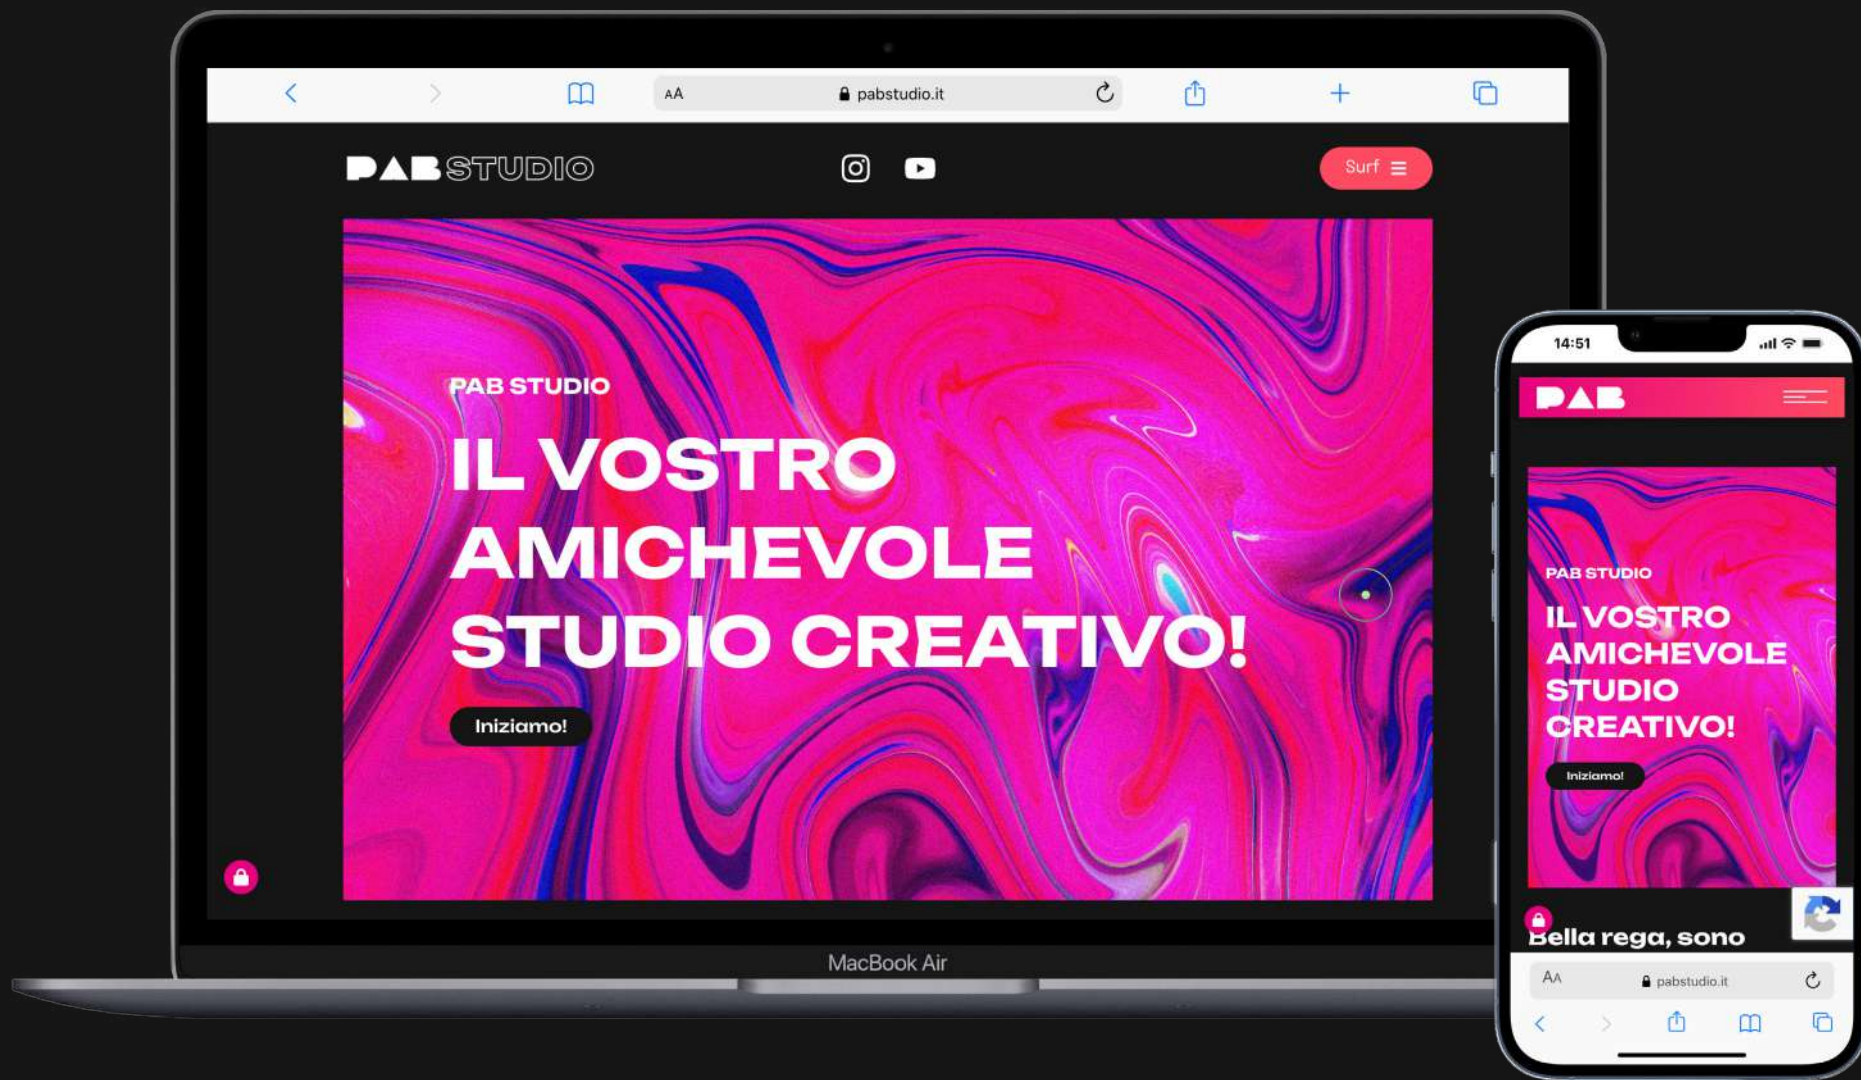 AA
pabstudio.it
PAB STUDIO
Surf
PAB STUDIO
IL VOSTRO
AMICHEVOLE
STUDIO CREATIVO!
Iniziamo!
MacBook Air
14:51
PAB
PAB STUDIO
IL VOSTRO
AMICHEVOLE
STUDIO
CREATIVO!
Iniziamo!
Bella rega, sono
AA
pabstudio.it